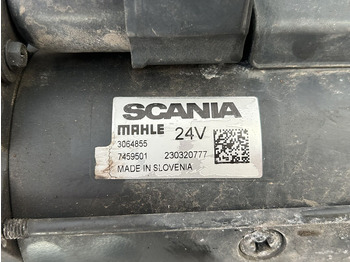 SCANIA
MAHLE 24V
3064855
7459501 230320777
MADE IN SLOVENIA